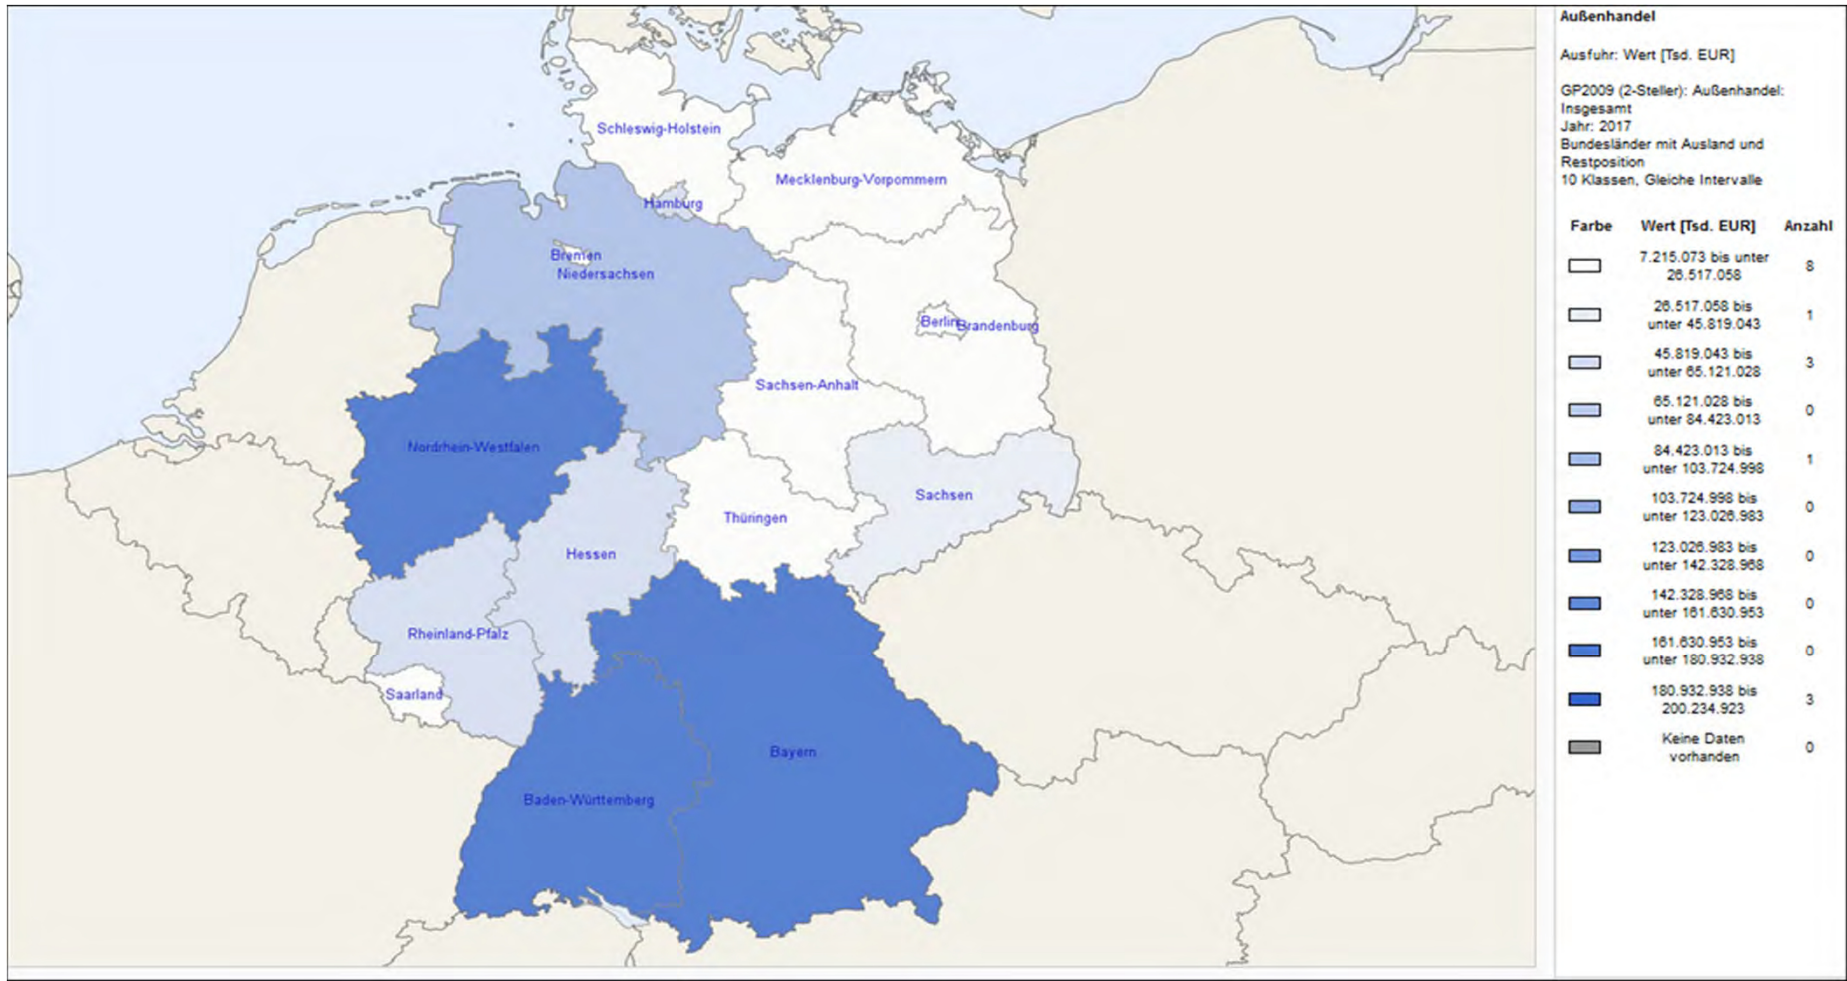 Schleswig-Holstein
Mecklenburg-Vorpommern
Hamburg
Bremen
Niedersachsen
Berlin
Brandenburg
Sachsen-Anhalt
Nordrhein-Westfalen
Sachsen
Thüringen
Hessen
Rheinland-Pfalz
Saarland
Bayern
Baden-Württemberg
Außenhandel
Ausfuhr: Wert [Tsd. EUR]
GP2009 (2-Steller): Außenhandel:
Insgesamt
Jahr: 2017
Bundesländer mit Ausland und
Restposition
10 Klassen, Gleiche Intervalle
Farbe Wert [Tsd. EUR] Anzahl
7.215.073 bis unter
26.517.058 8
26.517.058 bis
unter 45.819.043 1
45.819.043 bis
unter 65.121.028 3
65.121.028 bis
unter 84.423.013 0
84.423.013 bis
unter 103.724.998 1
103.724.998 bis
unter 123.026.983 0
123.026.983 bis
unter 142.328.968 0
142.328.968 bis
unter 161.630.953 0
161.630.953 bis
unter 180.932.938 0
180.932.938 bis
200.234.923 3
Keine Daten
vorhanden 0